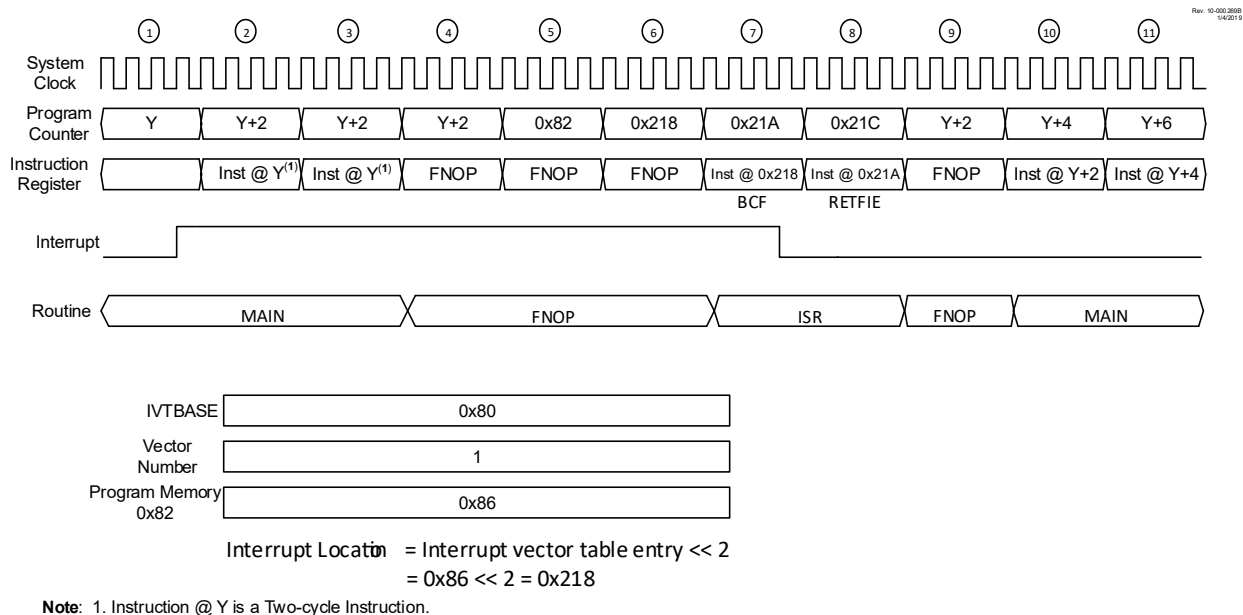 Rev. 10-000 269B
1/4/2019
1 2 3 4 5 6 7 8 9 10 11
System
Clock
Program
Counter
Y Y+2 Y+2 Y+2 0x82 0x218 0x21A 0x21C Y+2 Y+4 Y+6
Instruction
Register
Inst @ Y(1) Inst @ Y(1) FNOP FNOP FNOP Inst @ 0x218 Inst @ 0x21A FNOP Inst @ Y+2 Inst @ Y+4
BCF RETFIE
Interrupt
Routine MAIN FNOP ISR FNOP MAIN
IVTBASE 0x80
Vector
Number
1
Program Memory
0x82
0x86
Interrupt Location = Interrupt vector table entry << 2
= 0x86 << 2 = 0x218
Note: 1. Instruction @ Y is a Two-cycle Instruction.